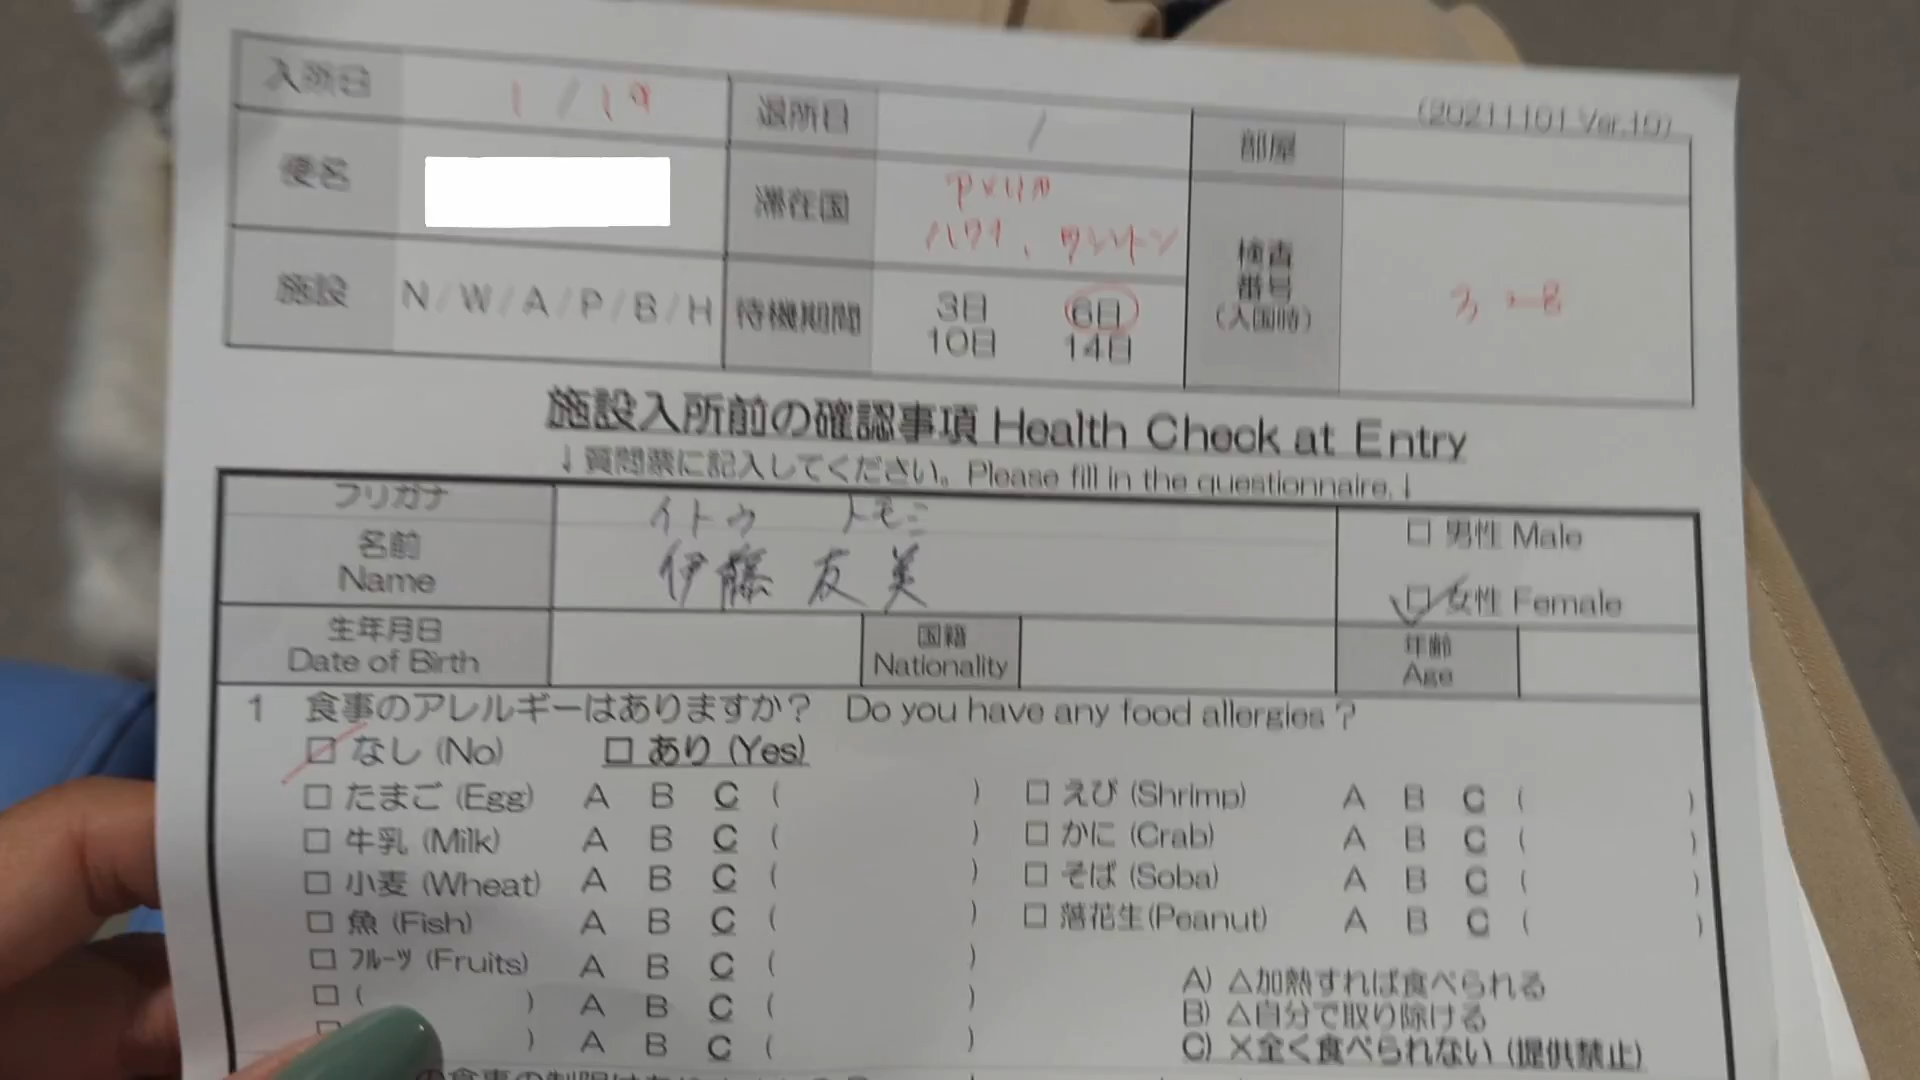 (20211101 Ver.10)
入所日 1/19 退所日 / 部屋
便名 滞在国 アメリカ
ハワイ、ワシントン
検査
番号
(入国時)
施設 N/W/A/P/B/H 待機期間 3日 6日
10日 14日
施設入所前の確認事項 Health Check at Entry
↓質問票に記入してください。Please fill in the questionnaire.↓
フリガナ イトウ トモミ
名前 伊藤 友美
Name
□ 男性 Male
□ 女性 Female
生年月日 国籍 年齢
Date of Birth Nationality Age
1 食事のアレルギーはありますか? Do you have any food allergies ?
□ なし (No) □ あり (Yes)
□ たまご (Egg) A B C ( ) □ えび (Shrimp) A B C ( )
□ 牛乳 (Milk) A B C ( ) □ かに (Crab) A B C ( )
□ 小麦 (Wheat) A B C ( ) □ そば (Soba) A B C ( )
□ 魚 (Fish) A B C ( ) □ 落花生(Peanut) A B C ( )
□ フルーツ (Fruits) A B C ( )
□ ( ) A B C ( )
) A B C ( )
A) △加熱すれば食べられる
B) △自分で取り除ける
C) ×全く食べられない (提供禁止)